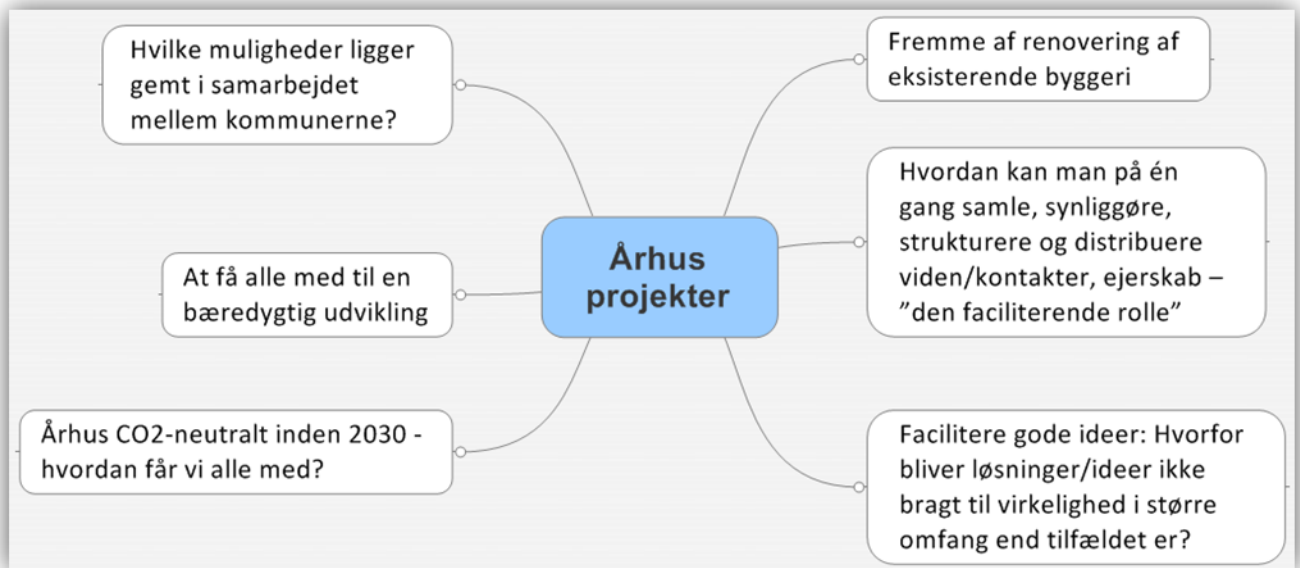 Hvilke muligheder ligger
gemt i samarbejdet
mellem kommunerne?
At få alle med til en
bæredygtig udvikling
Århus CO2-neutralt inden 2030 -
hvordan får vi alle med?
Århus
projekter
Fremme af renovering af
eksisterende byggeri
Hvordan kan man på én
gang samle, synliggøre,
strukturere og distribuere
viden/kontakter, ejerskab –
”den faciliterende rolle”
Facilitere gode ideer: Hvorfor
bliver løsninger/ideer ikke
bragt til virkelighed i større
omfang end tilfældet er?